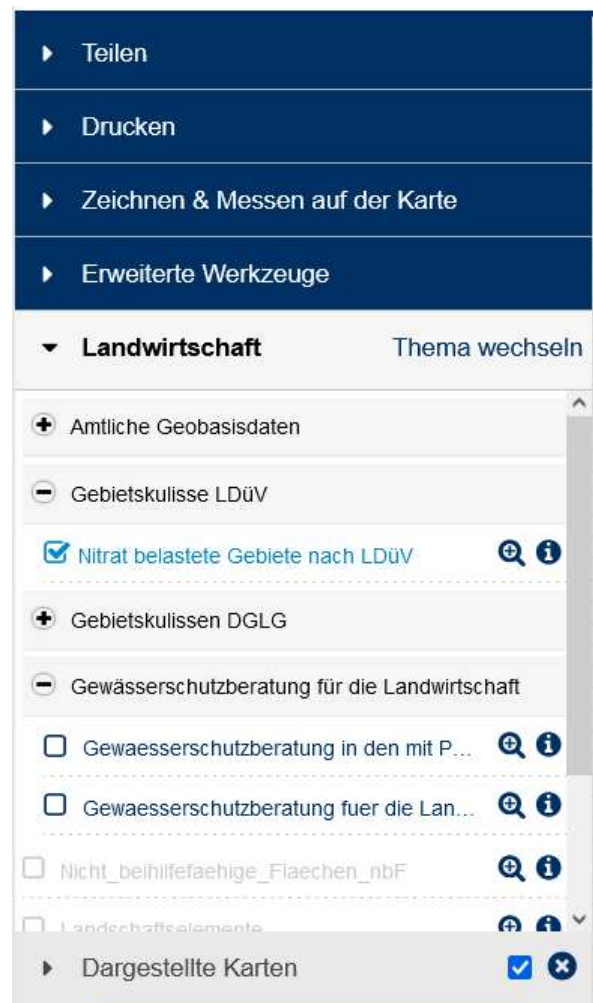 Teilen
Drucken
Zeichnen & Messen auf der Karte
Erweiterte Werkzeuge
Landwirtschaft Thema wechseln
Amtliche Geobasisdaten
Gebietskulisse LDüV
Nitrat belastete Gebiete nach LDüV
Gebietskulissen DGLG
Gewässerschutzberatung für die Landwirtschaft
Gewaesserschutzberatung in den mit P...
Gewaesserschutzberatung fuer die Lan...
Nicht_beihilfefaehige_Flaechen_nbF
Landschaftselemente
Dargestellte Karten